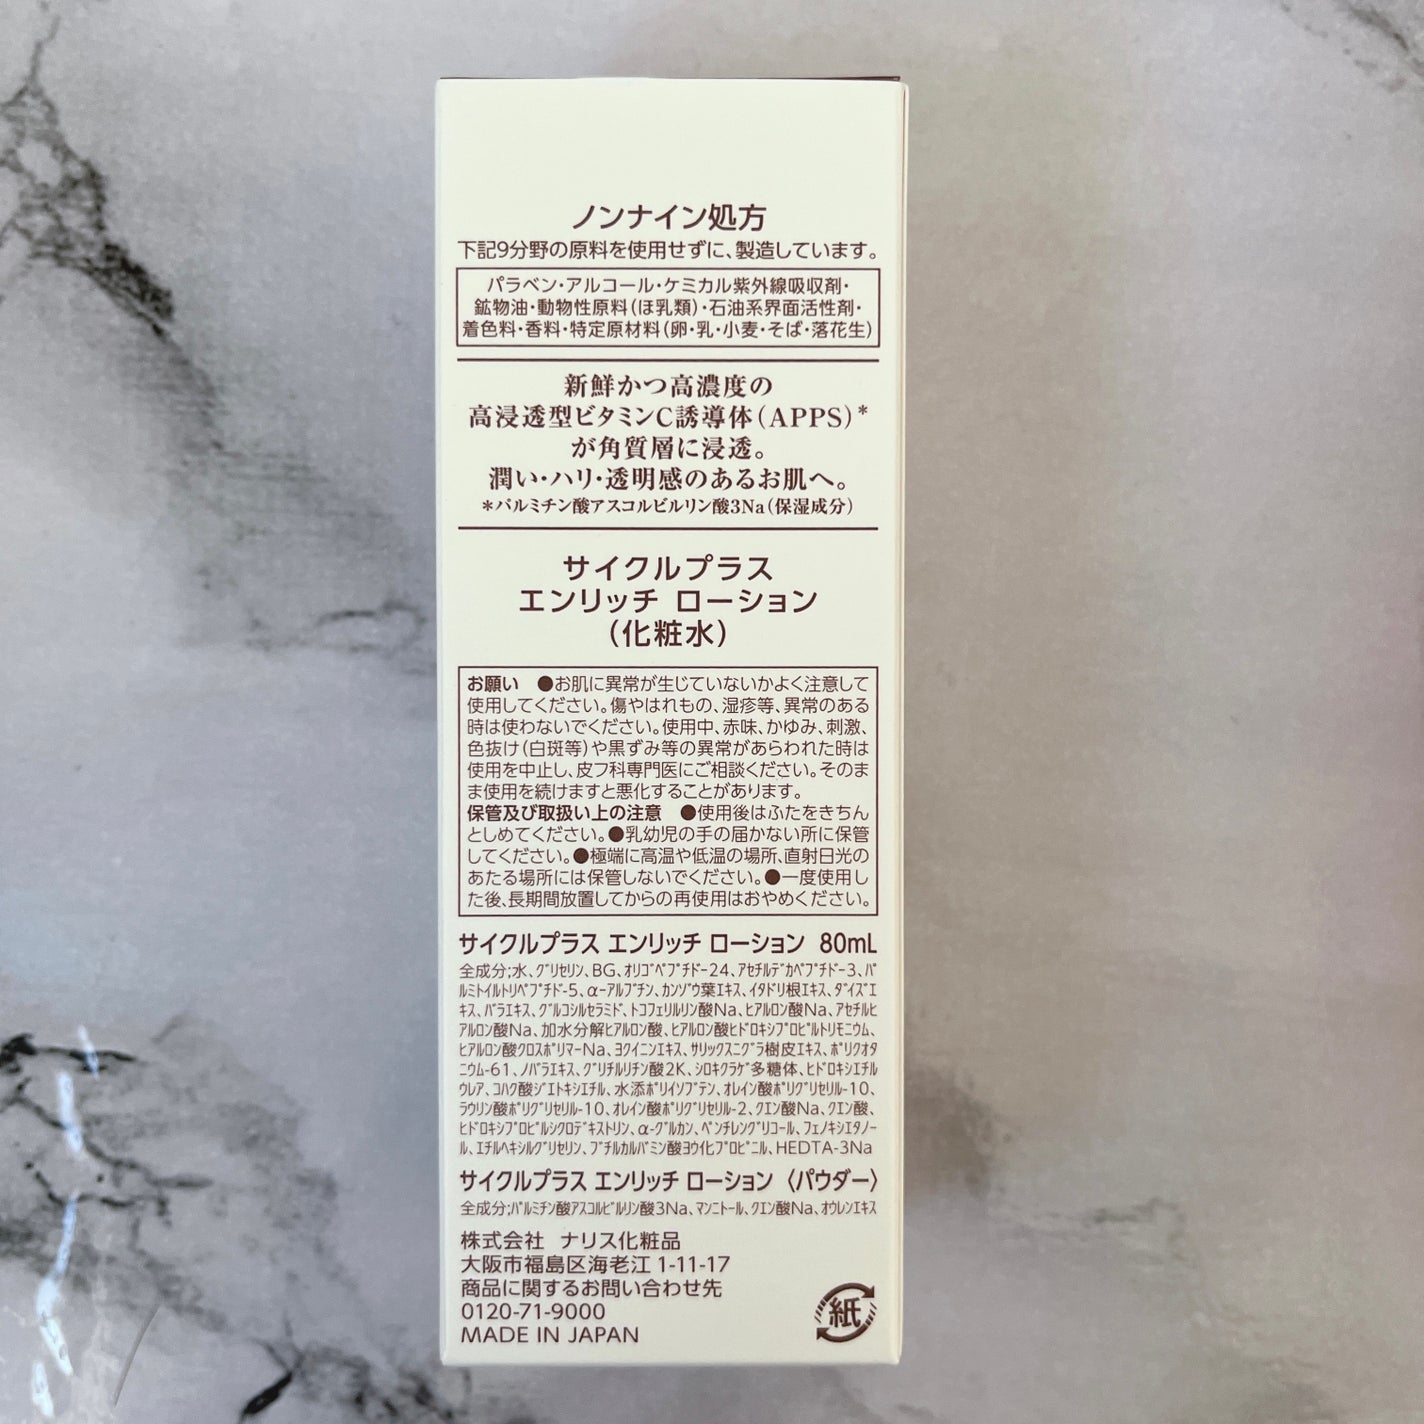 ノンナイン処方
下記9分野の原料を使用せずに、製造しています。
パラベン・アルコール・ケミカル紫外線吸収剤・
鉱物油・動物性原料(ほ乳類)・石油系界面活性剤・
着色料・香料・特定原材料(卵・乳・小麦・そば・落花生)
新鮮かつ高濃度の
高浸透型ビタミンC誘導体(APPS)*
が角質層に浸透。
潤い・ハリ・透明感のあるお肌へ。
*パルミチン酸アスコルビルリン酸3Na(保湿成分)
サイクルプラス
エンリッチ ローション
(化粧水)
お願い ●お肌に異常が生じていないかよく注意して
使用してください。傷やはれもの、湿疹等、異常のある
時は使わないでください。使用中、赤味、かゆみ、刺激、
色抜け(白斑等)や黒ずみ等の異常があらわれた時は
使用を中止し、皮フ科専門医にご相談ください。そのま
ま使用を続けますと悪化することがあります。
保管及び取扱い上の注意 ●使用後はふたをきちん
としめてください。●乳幼児の手の届かない所に保管
してください。●極端に高温や低温の場所、直射日光の
あたる場所には保管しないでください。●一度使用し
た後、長期間放置してからの再使用はおやめください。
サイクルプラス エンリッチ ローション 80mL
全成分;水、グリセリン、BG、オリゴペプチド-24、アセチルデカペプチド-3、パ
ルミトイルトリペプチド-5、α-アルブチン、カンゾウ葉エキス、イタドリ根エキス、ダイズエ
キス、バラエキス、グルコシルセラミド、トコフェリルリン酸Na、ヒアルロン酸Na、アセチルヒ
アルロン酸Na、加水分解ヒアルロン酸、ヒアルロン酸ヒドロキシプロピルトリモニウム、
ヒアルロン酸クロスポリマーNa、ヨクイニンエキス、サリックスニグラ樹皮エキス、ポリクオタ
ニウム-61、ノバラエキス、グリチルリチン酸2K、シロキクラゲ多糖体、ヒドロキシエチル
ウレア、コハク酸ジエトキシエチル、水添ポリイソブテン、オレイン酸ポリグリセリル-10、
ラウリン酸ポリグリセリル-10、オレイン酸ポリグリセリル-2、クエン酸Na、クエン酸、
ヒドロキシプロピルシクロデキストリン、α-グルカン、ペンチレングリコール、フェノキシエタノー
ル、エチルヘキシルグリセリン、ブチルカルバミン酸ヨウ化プロピニル、HEDTA-3Na
サイクルプラス エンリッチ ローション 〈パウダー〉
全成分;パルミチン酸アスコルビルリン酸3Na、マンニトール、クエン酸Na、オウレンエキス
株式会社 ナリス化粧品
大阪市福島区海老江 1-11-17
商品に関するお問い合わせ先
0120-71-9000
MADE IN JAPAN
紙